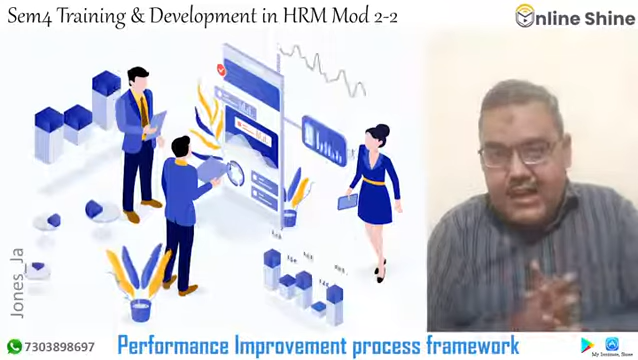 Sem4 Training & Development in HRM Mod 2-2
Online Shine
Jones_Ja
7303898697
Performance Improvement process framework